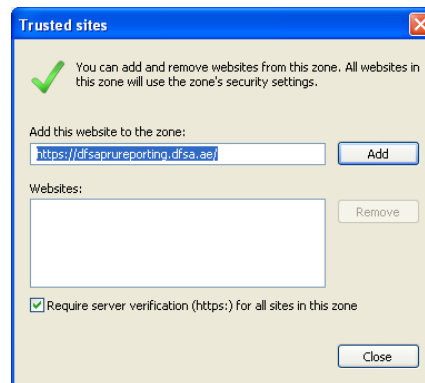 Trusted sites
You can add and remove websites from this zone. All websites in
this zone will use the zone's security settings.
Add this website to the zone:
https://dfsaprureporting.dfsa.ae/
Add
Websites:
Remove
Require server verification (https:) for all sites in this zone
Close